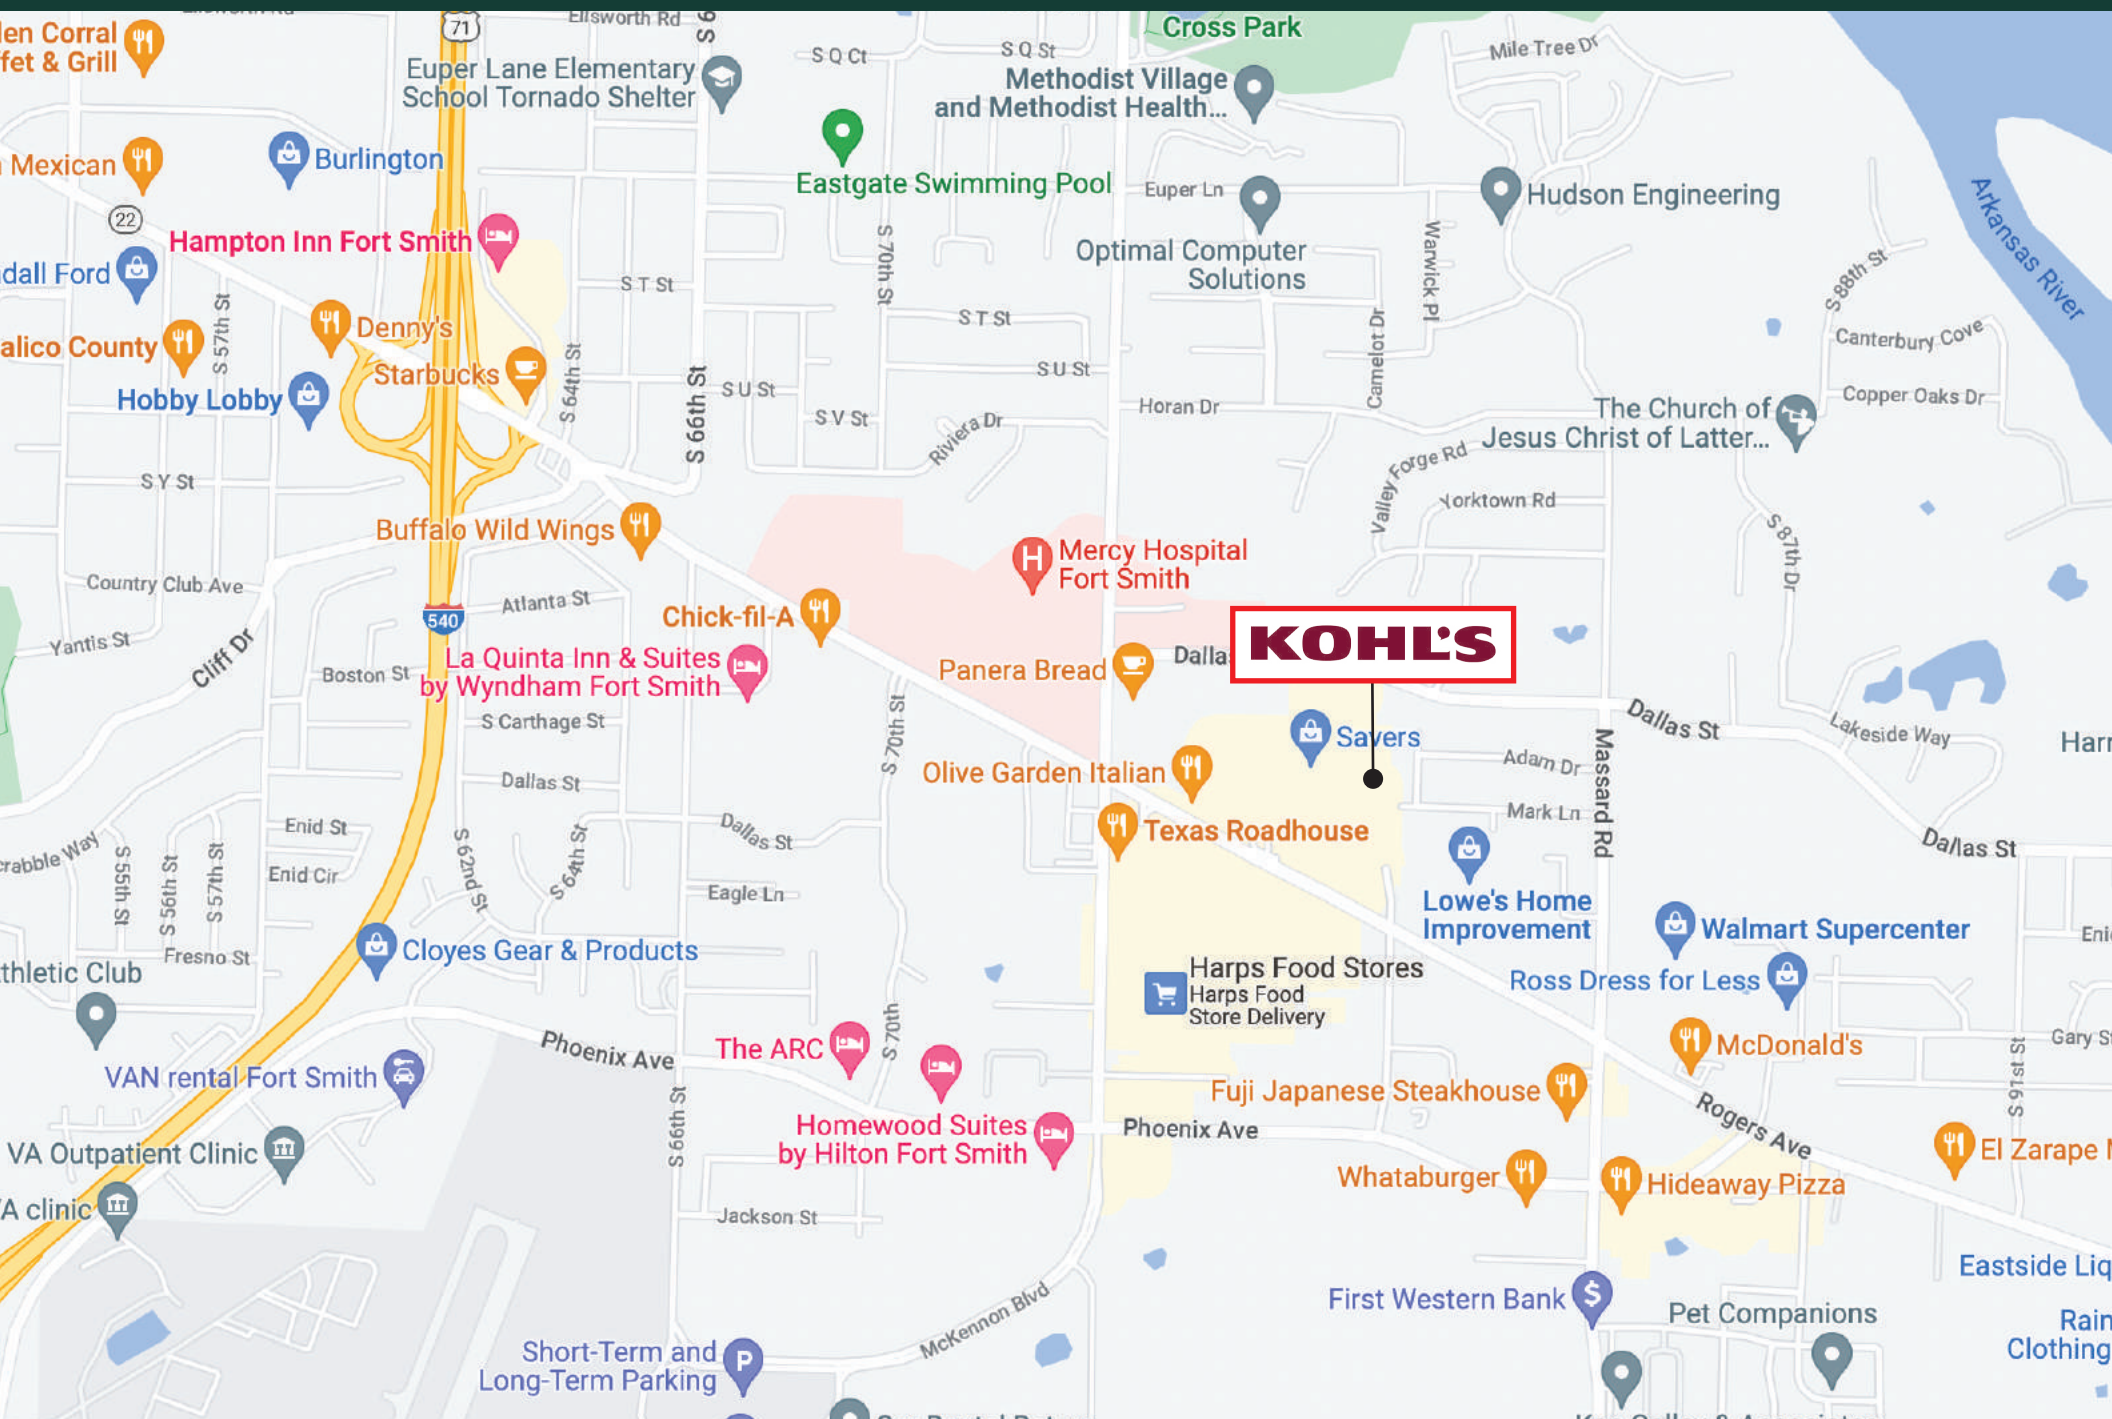 Ellsworth Rd
71
Cross Park
len Corral
fet & Grill
S Q Ct
S Q St
Mile Tree Dr
Euper Lane Elementary
School Tornado Shelter
Methodist Village
and Methodist Health...
Mexican
Burlington
Eastgate Swimming Pool
Euper Ln
Hudson Engineering
22
Hampton Inn Fort Smith
Arkansas River
S 70th St
Warwick Pl
Optimal Computer
Solutions
dall Ford
S T St
S 88th St
S T St
alico County
S 57th St
Denny's
Camelot Dr
Canterbury Cove
Starbucks
S 64th St
S 66th St
S U St
S U St
Hobby Lobby
S V St
Riviera Dr
Horan Dr
The Church of
Jesus Christ of Latter...
Copper Oaks Dr
Valley Forge Rd
S Y St
Yorktown Rd
Buffalo Wild Wings
S 87th Dr
Mercy Hospital
Fort Smith
Country Club Ave
Atlanta St
540
Chick-fil-A
Yantis St
Cliff Dr
KOHL'S
Dalla
Boston St
La Quinta Inn & Suites
by Wyndham Fort Smith
Panera Bread
S Carthage St
S 70th St
Savers
Dallas St
Lakeside Way
Harr
Massard Rd
Adam Dr
Olive Garden Italian
Dallas St
Mark Ln
Enid St
Dallas St
Texas Roadhouse
Dallas St
crabble Way
S 55th St
S 56th St
S 57th St
S 62nd St
S 64th St
Enid Cir
Eagle Ln
Lowe's Home
Improvement
Walmart Supercenter
Eni
Cloyes Gear & Products
Fresno St
thletic Club
Harps Food Stores
Harps Food
Store Delivery
Ross Dress for Less
S 70th
Phoenix Ave
The ARC
McDonald's
Gary S
VAN rental Fort Smith
Fuji Japanese Steakhouse
S 91st St
S 66th St
Homewood Suites
by Hilton Fort Smith
Phoenix Ave
Rogers Ave
VA Outpatient Clinic
El Zarape
Whataburger
Hideaway Pizza
A clinic
Jackson St
Eastside Liq
First Western Bank
Pet Companions
Rain
Clothing
McKennon Blvd
Short-Term and
Long-Term Parking
P